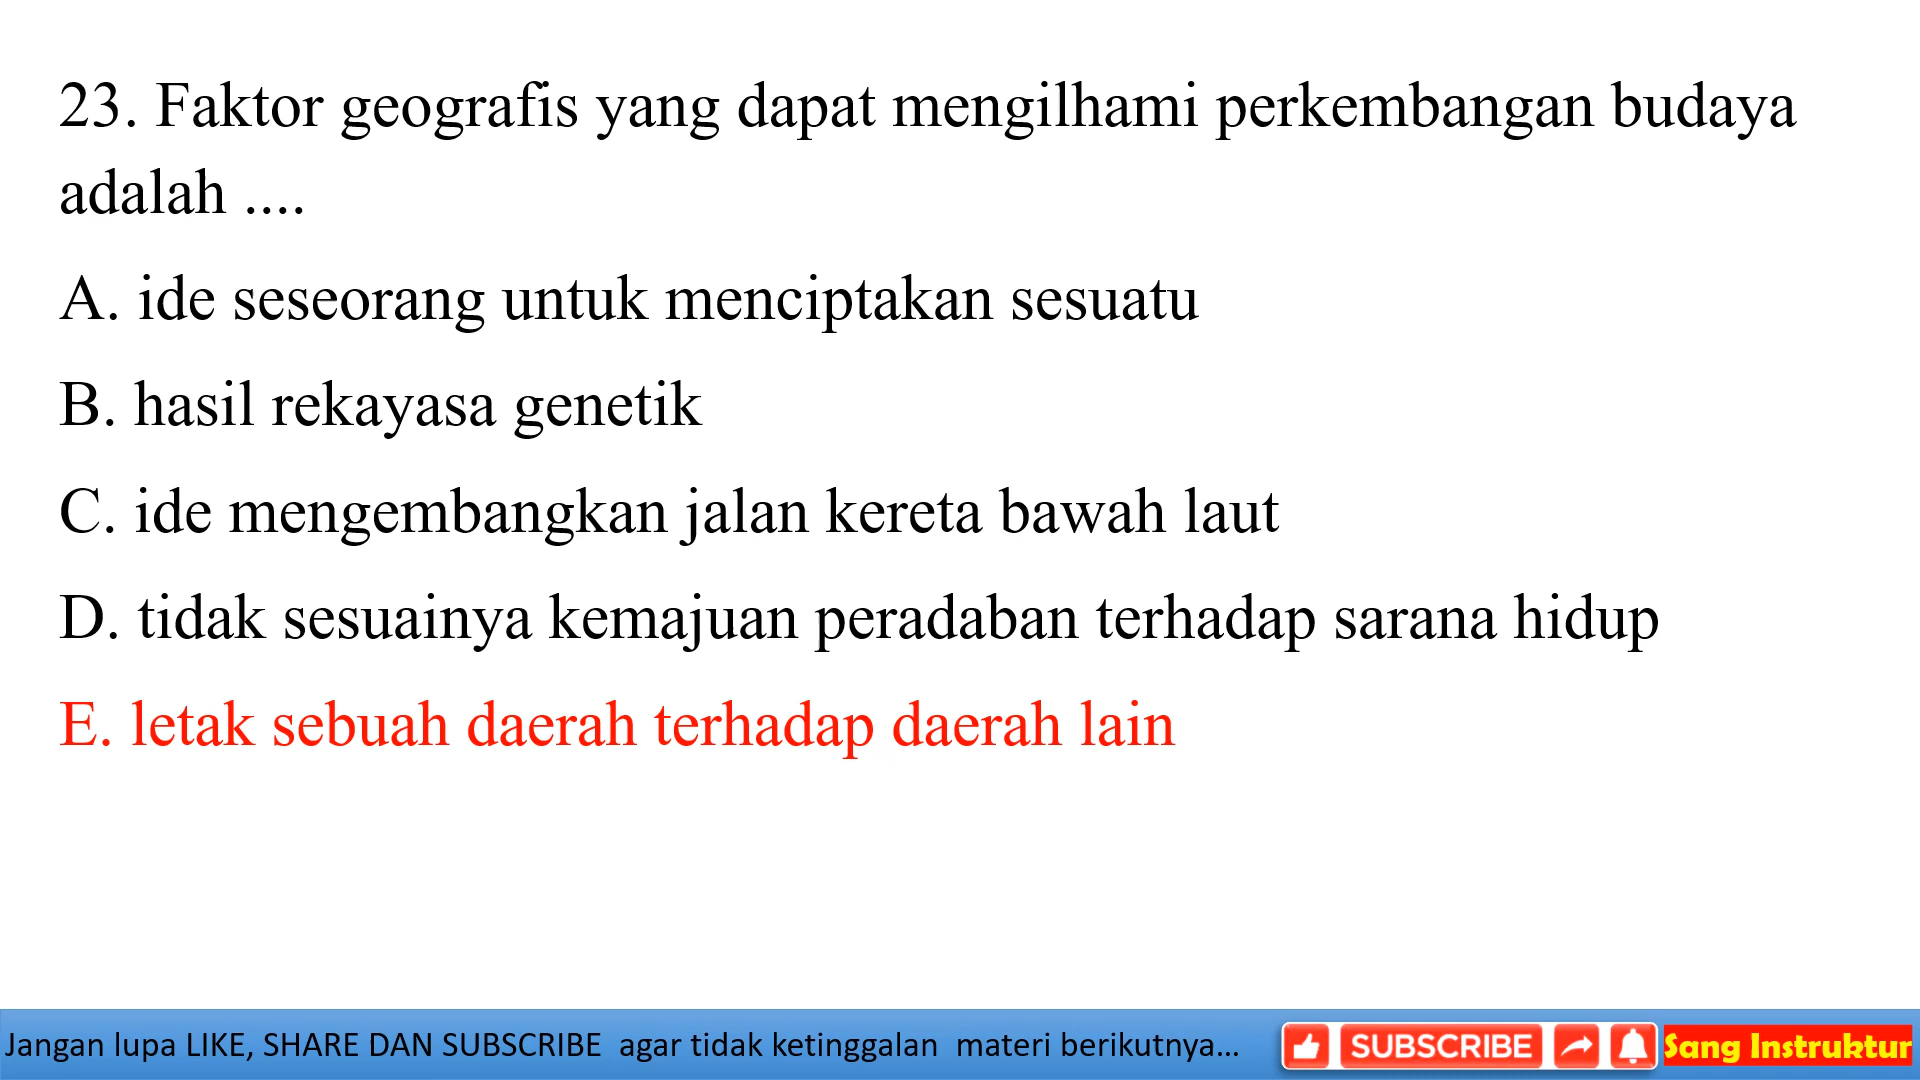 23. Faktor geografis yang dapat mengilhami perkembangan budaya
adalah ....
A. ide seseorang untuk menciptakan sesuatu
B. hasil rekayasa genetik
C. ide mengembangkan jalan kereta bawah laut
D. tidak sesuainya kemajuan peradaban terhadap sarana hidup
E. letak sebuah daerah terhadap daerah lain
Jangan lupa LIKE, SHARE DAN SUBSCRIBE agar tidak ketinggalan materi berikutnya... SUBSCRIBE Sang Instruktur